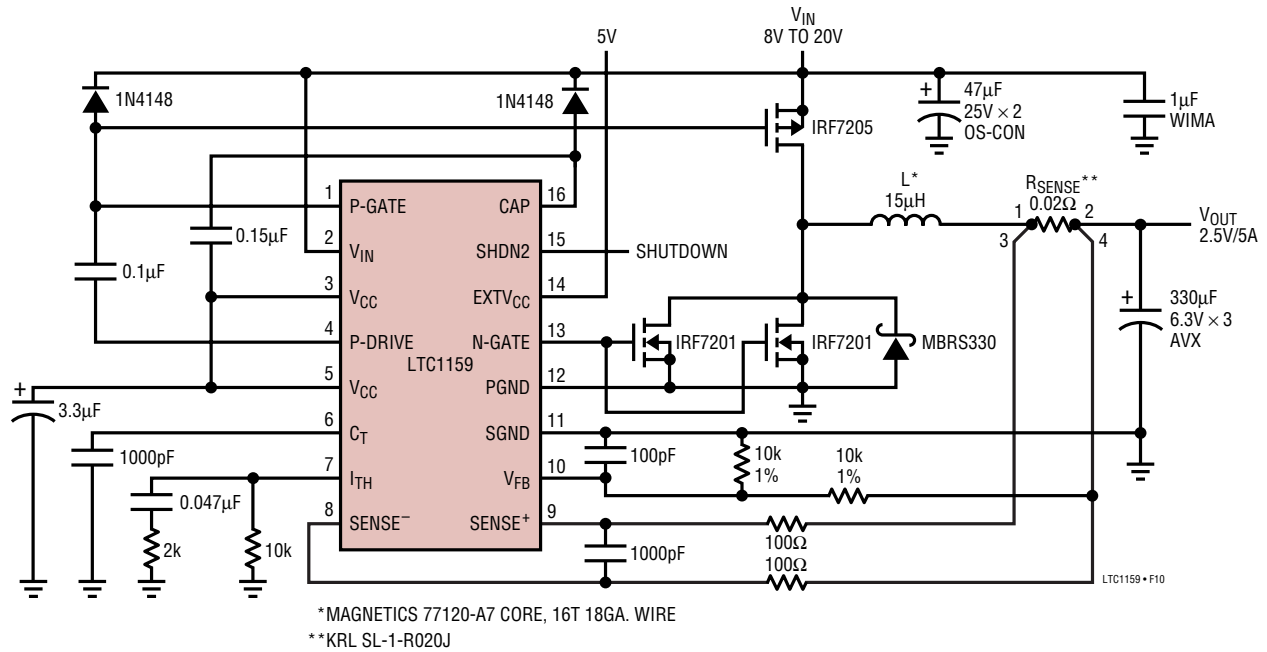 V_IN
8V TO 20V
5V
1N4148
1N4148
47µF
25V × 2
OS-CON
1µF
WIMA
IRF7205
L*
15µH
R_SENSE**
0.02Ω
1
2
3
4
V_OUT
2.5V/5A
0.15µF
0.1µF
1
P-GATE
CAP
16
2
V_IN
SHDN2
15
SHUTDOWN
3
V_CC
EXTV_CC
14
4
P-DRIVE
N-GATE
13
LTC1159
5
V_CC
PGND
12
6
C_T
SGND
11
7
I_TH
V_FB
10
8
SENSE⁻
SENSE⁺
9
IRF7201
IRF7201
MBRS330
330µF
6.3V × 3
AVX
3.3µF
1000pF
0.047µF
2k
10k
100pF
10k
1%
10k
1%
1000pF
100Ω
100Ω
LTC1159 • F10
*MAGNETICS 77120-A7 CORE, 16T 18GA. WIRE
**KRL SL-1-R020J